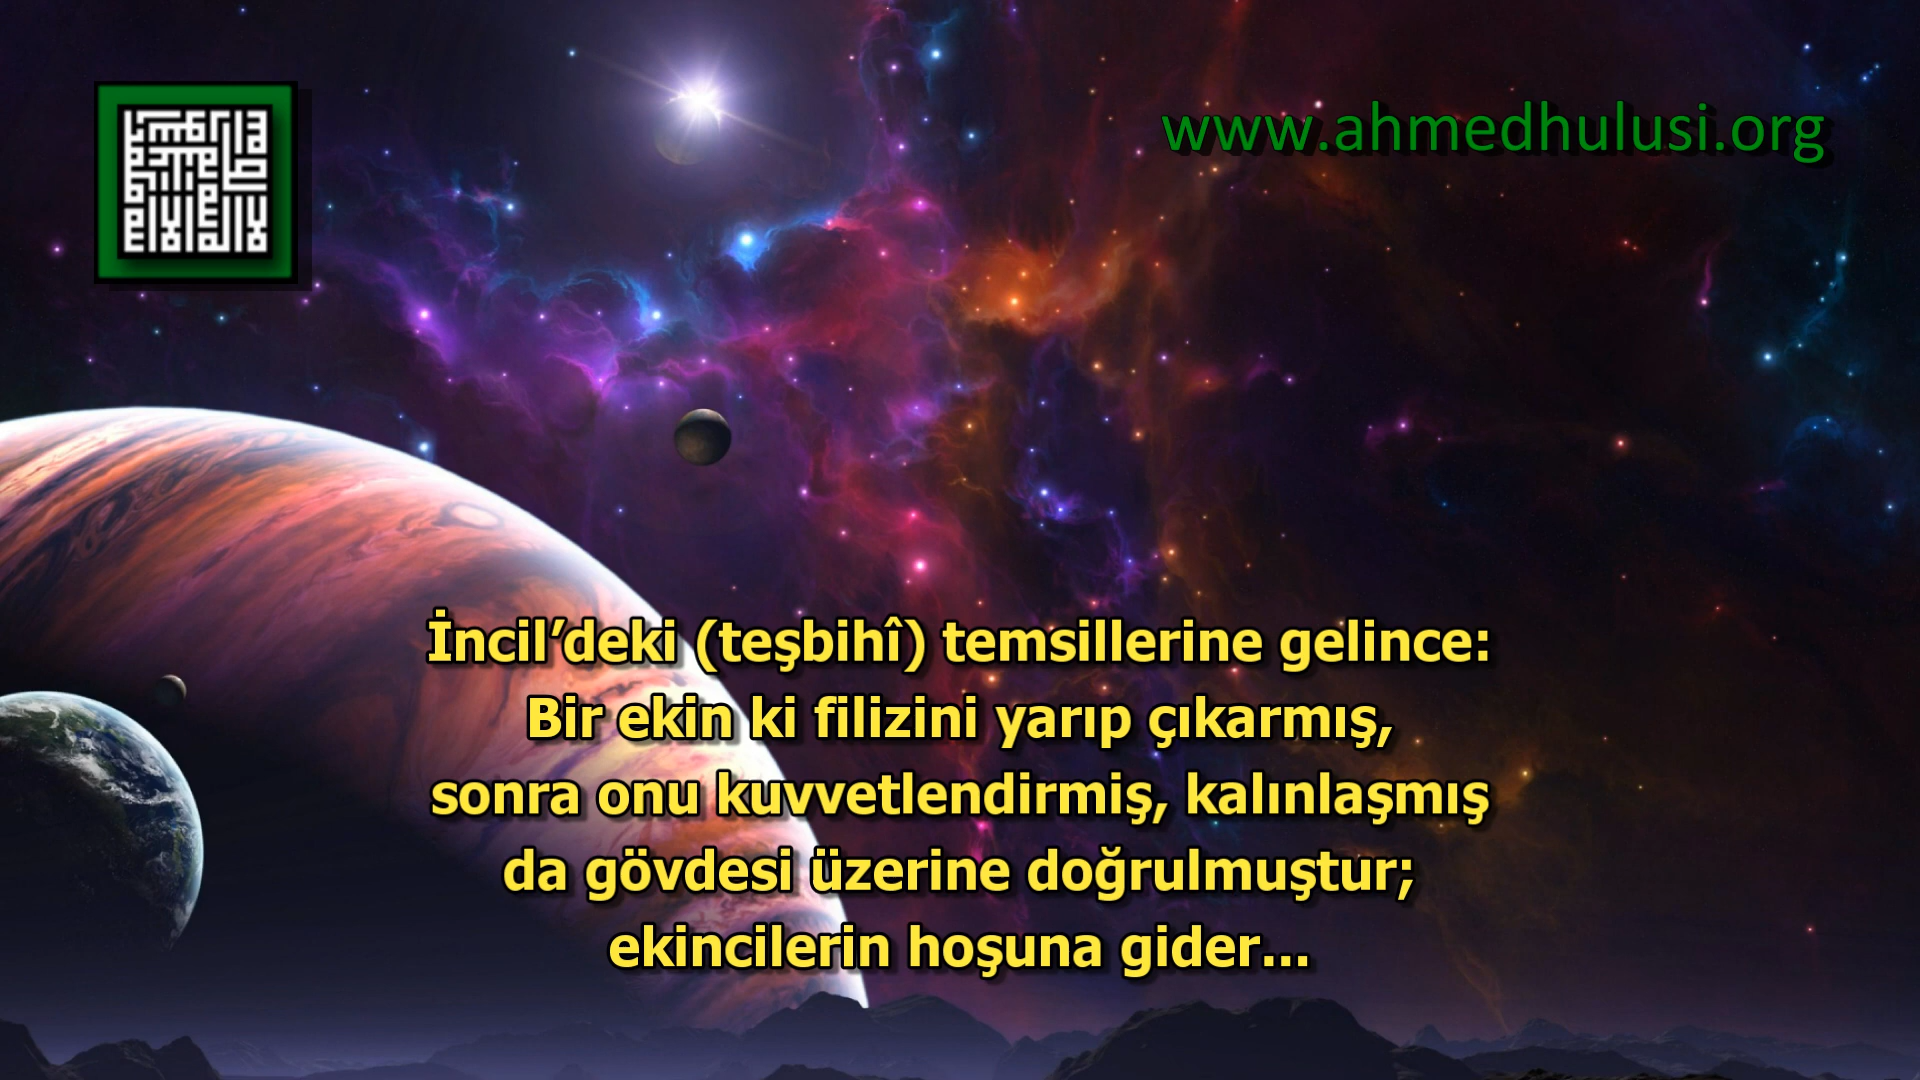 www.ahmedhulusi.org
İncil’deki (teşbihî) temsillerine gelince:
Bir ekin ki filizini yarıp çıkarmış,
sonra onu kuvvetlendirmiş, kalınlaşmış
da gövdesi üzerine doğrulmuştur;
ekincilerin hoşuna gider...